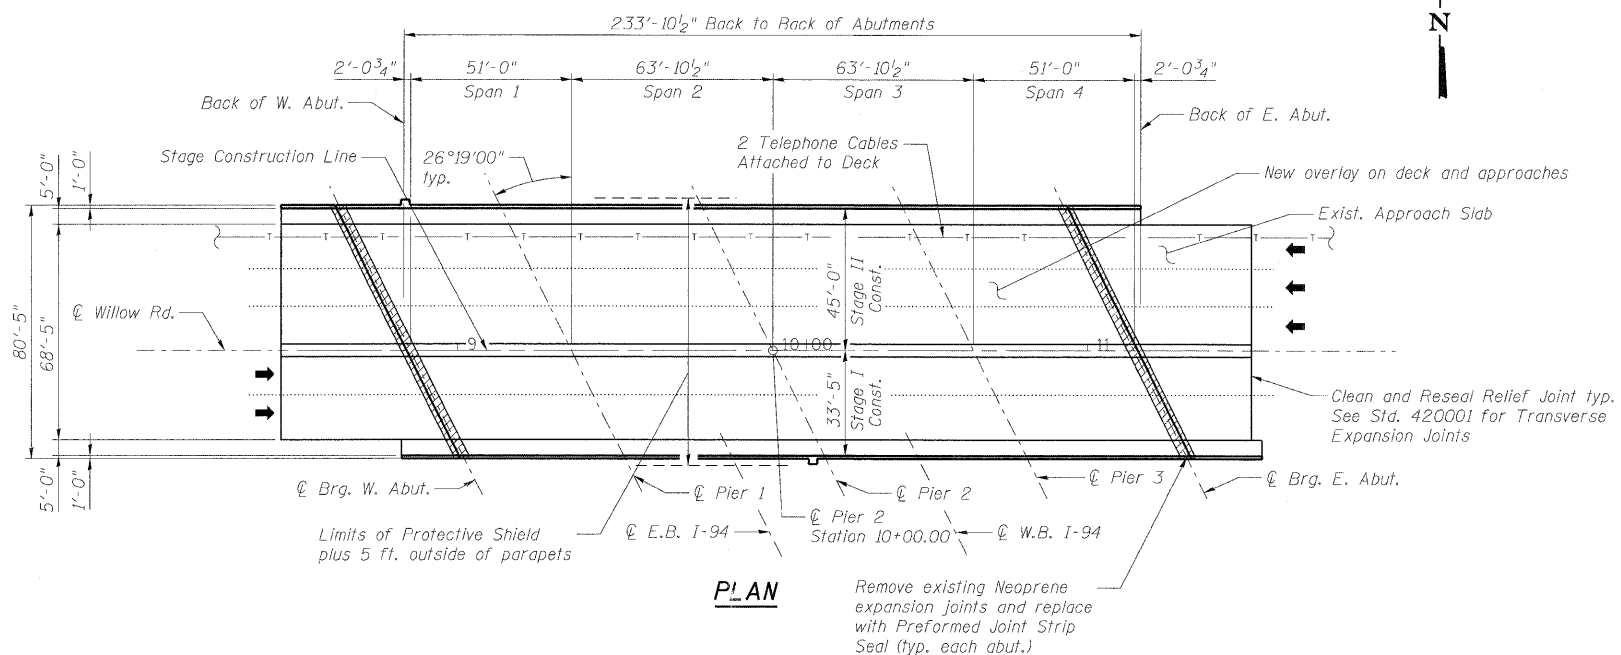 233'-10½" Back to Back of Abutments
N
2'-0¾"
51'-0"
63'-10½"
63'-10½"
51'-0"
2'-0¾"
Span 1
Span 2
Span 3
Span 4
Back of W. Abut.
Back of E. Abut.
Stage Construction Line
26°19'00"
typ.
2 Telephone Cables
Attached to Deck
New overlay on deck and approaches
Exist. Approach Slab
5'-0"
1'-0"
T T T T T T T T T T T T T
80'-5"
68'-5"
℄ Willow Rd.
45'-0"
Stage II
Const.
9
10+00
11
33'-5"
Stage I
Const.
Clean and Reseal Relief Joint typ.
See Std. 420001 for Transverse
Expansion Joints
5'-0"
1'-0"
℄ Brg. W. Abut.
℄ Pier 1
℄ Pier 2
℄ Pier 3
℄ Brg. E. Abut.
Limits of Protective Shield
plus 5 ft. outside of parapets
℄ E.B. I-94
℄ Pier 2
Station 10+00.00
℄ W.B. I-94
PLAN
Remove existing Neoprene
expansion joints and replace
with Preformed Joint Strip
Seal (typ. each abut.)